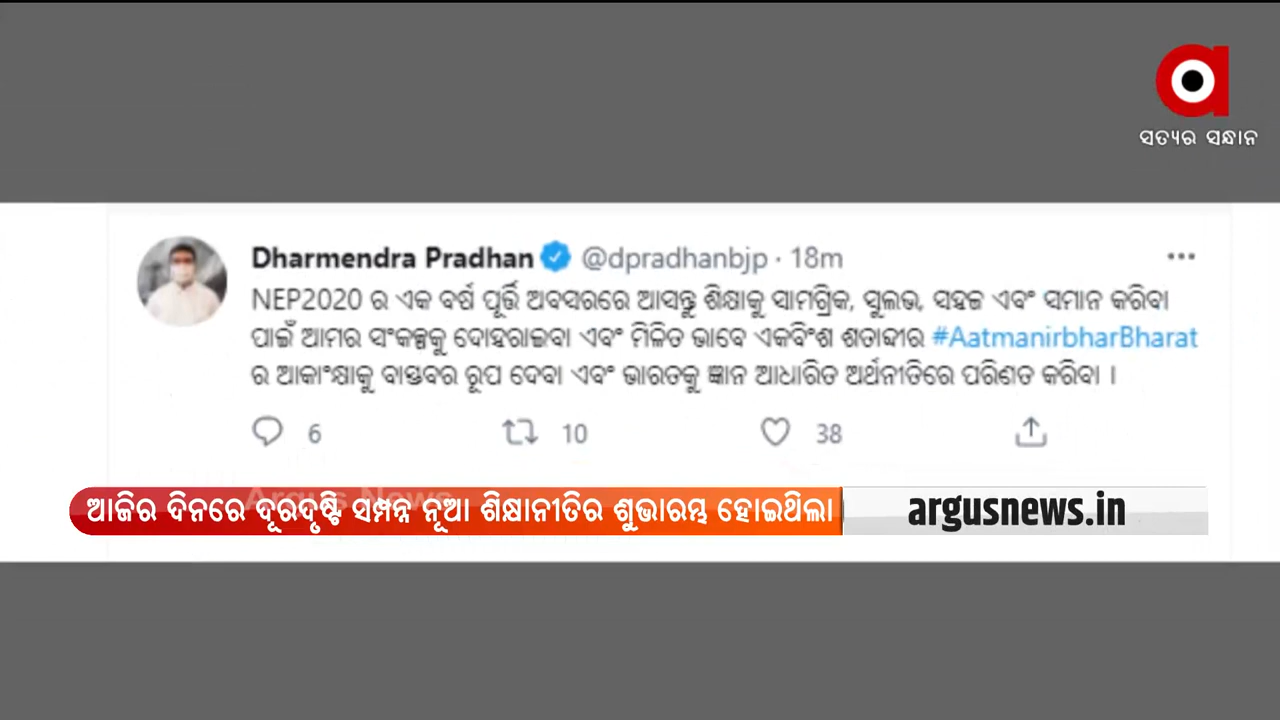 ସତ୍ୟର ସନ୍ଧାନ
Dharmendra Pradhan @dpradhanbjp · 18m
NEP2020 ର ଏକ ବର୍ଷ ପୂର୍ତ୍ତି ଅବସରରେ ଆସନ୍ତୁ ଶିକ୍ଷାକୁ ସାମଗ୍ରିକ, ସୁଲଭ, ସହଜ ଏବଂ ସମାନ କରିବା
ପାଇଁ ଆମର ସଂକଳ୍ପକୁ ଦୋହରାଇବା ଏବଂ ମିଳିତ ଭାବେ ଏକବିଂଶ ଶତାବ୍ଦୀର #AatmanirbharBharat
ର ଆକାଂକ୍ଷାକୁ ବାସ୍ତବର ରୂପ ଦେବା ଏବଂ ଭାରତକୁ ଜ୍ଞାନ ଆଧାରିତ ଅର୍ଥନୀତିରେ ପରିଣତ କରିବା ।
6 10 38
Argus News
ଆଜିର ଦିନରେ ଦୂରଦୃଷ୍ଟି ସମ୍ପନ୍ନ ନୂଆ ଶିକ୍ଷାନୀତିର ଶୁଭାରମ୍ଭ ହୋଇଥିଲା
argusnews.in